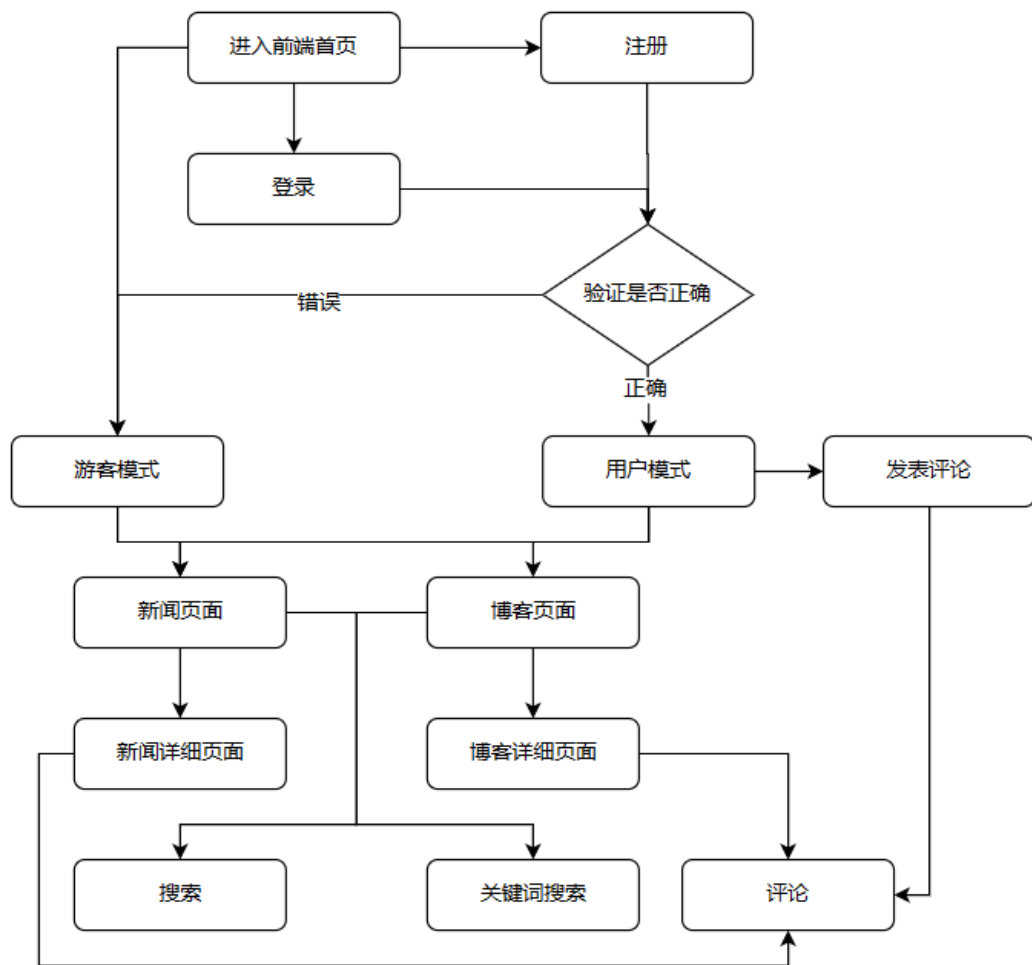 进入前端首页
注册
登录
验证是否正确
错误
正确
游客模式
用户模式
发表评论
新闻页面
博客页面
新闻详细页面
博客详细页面
搜索
关键词搜索
评论